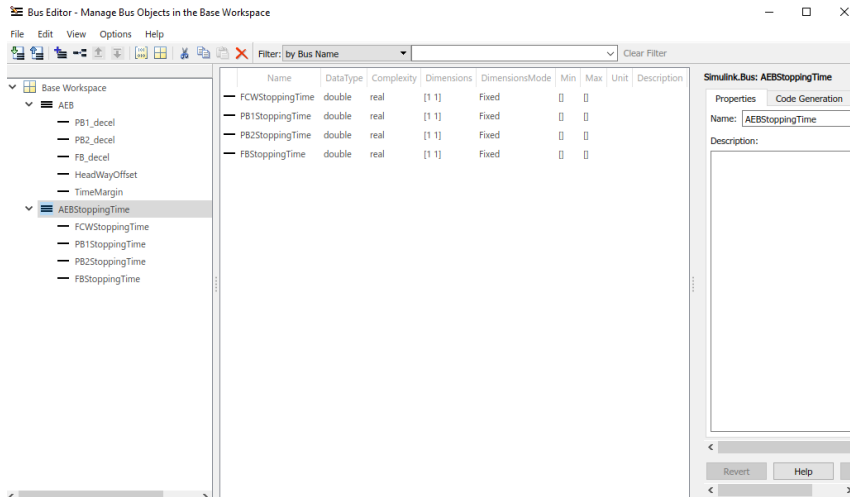 Bus Editor - Manage Bus Objects in the Base Workspace
File Edit View Options Help
Filter: by Bus Name Clear Filter
Base Workspace
AEB
PB1_decel
PB2_decel
FB_decel
HeadWayOffset
TimeMargin
AEBStoppingTime
FCWStoppingTime
PB1StoppingTime
PB2StoppingTime
FBStoppingTime
Name DataType Complexity Dimensions DimensionsMode Min Max Unit Description
FCWStoppingTime double real [1 1] Fixed [] []
PB1StoppingTime double real [1 1] Fixed [] []
PB2StoppingTime double real [1 1] Fixed [] []
FBStoppingTime double real [1 1] Fixed [] []
Simulink.Bus: AEBStoppingTime
Properties Code Generation
Name: AEBStoppingTime
Description:
Revert Help